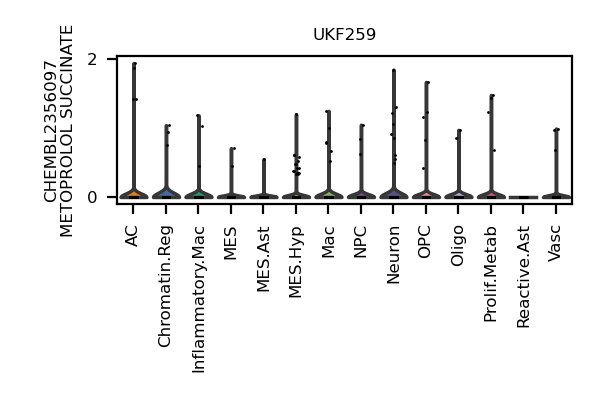 UKF259
CHEMBL2356097
METOPROLOL SUCCINATE
2
0
AC
Chromatin.Reg
Inflammatory.Mac
MES
MES.Ast
MES.Hyp
Mac
NPC
Neuron
OPC
Oligo
Prolif.Metab
Reactive.Ast
Vasc